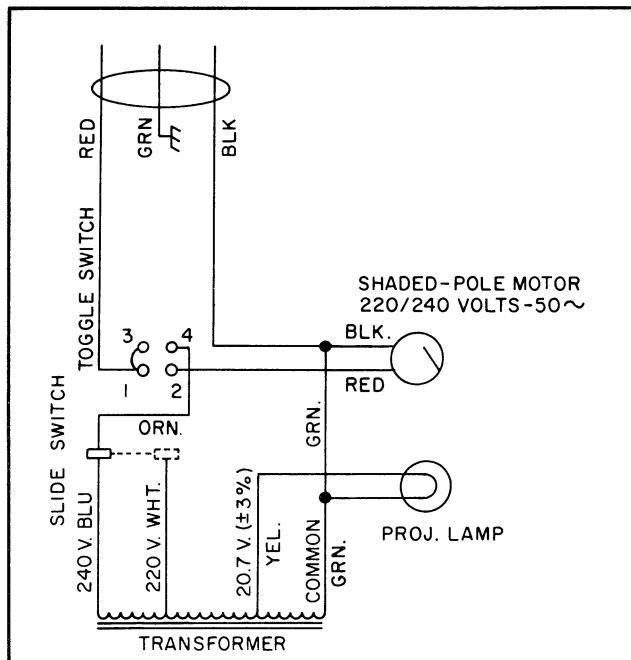 RED
GRN
BLK
TOGGLE SWITCH
3
4
1
2
SHADED-POLE MOTOR
220/240 VOLTS-50~
BLK.
RED
ORN.
GRN.
SLIDE SWITCH
240 V. BLU
220 V. WHT.
20.7 V. (±3%)
YEL.
COMMON
GRN.
PROJ. LAMP
TRANSFORMER